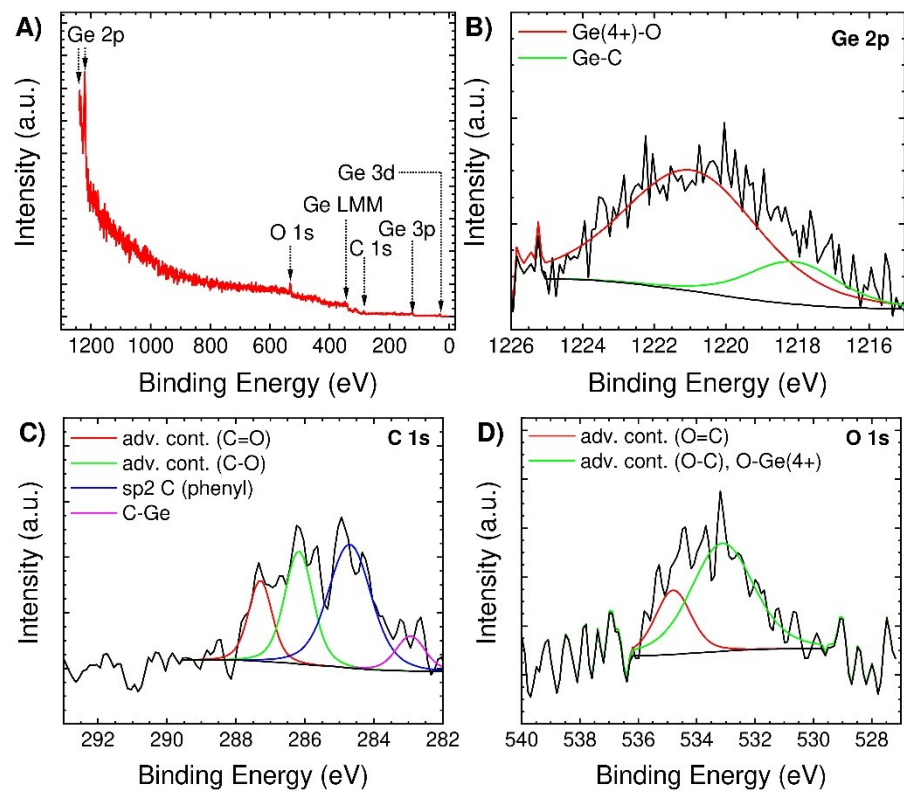 A)
Ge 2p
Ge 3d
Ge LMM
Ge 3p
O 1s
C 1s
Intensity (a.u.)
1200 1000 800 600 400 200 0
Binding Energy (eV)
B)
Ge(4+)-O
Ge-C
Ge 2p
Intensity (a.u.)
1226 1224 1222 1220 1218 1216
Binding Energy (eV)
C)
adv. cont. (C=O)
adv. cont. (C-O)
sp2 C (phenyl)
C-Ge
C 1s
Intensity (a.u.)
292 290 288 286 284 282
Binding Energy (eV)
D)
adv. cont. (O=C)
adv. cont. (O-C), O-Ge(4+)
O 1s
Intensity (a.u.)
540 538 536 534 532 530 528
Binding Energy (eV)